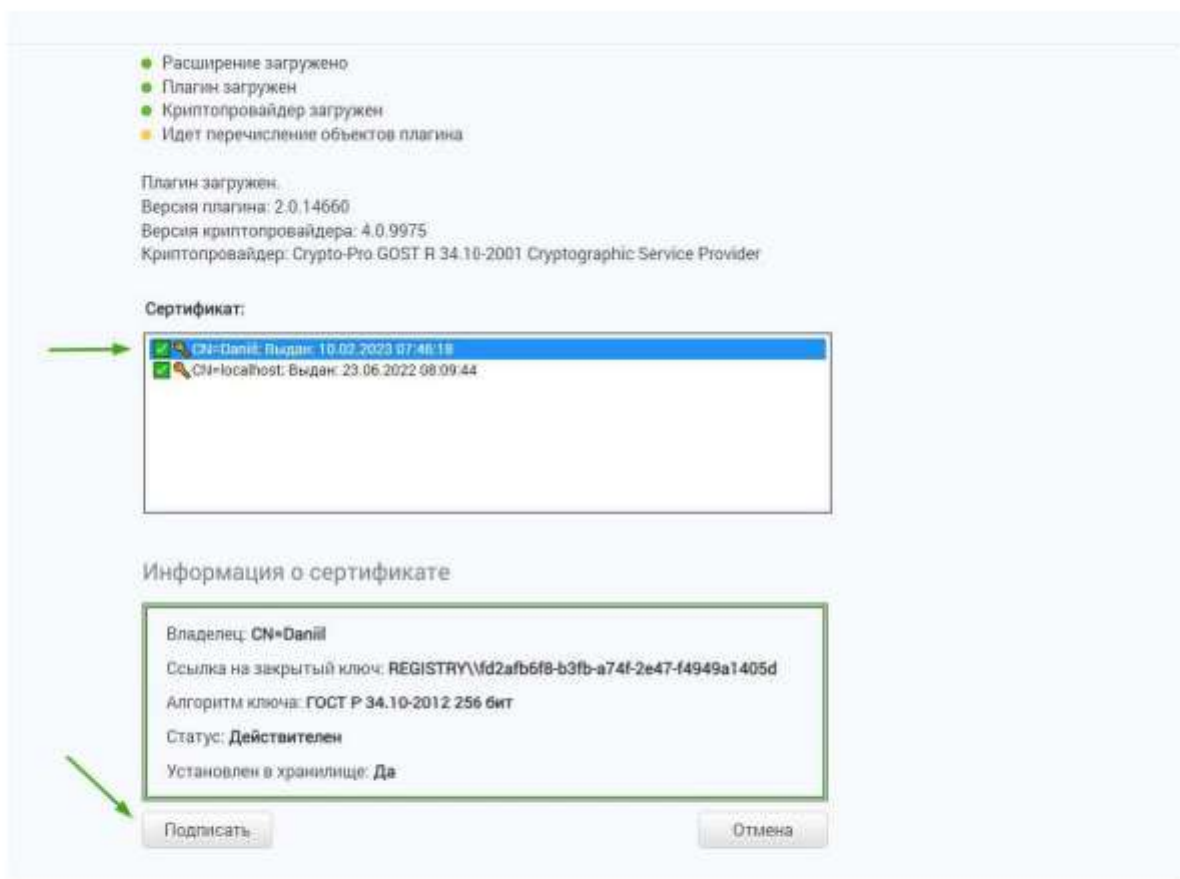 Расширение загружено
Плагин загружен
Криптопровайдер загружен
Идет перечисление объектов плагина
Плагин загружен.
Версия плагина: 2.0.14660
Версия криптопровайдера: 4.0.9975
Криптопровайдер: Crypto-Pro GOST R 34.10-2001 Cryptographic Service Provider
Сертификат:
CN=Daniil; Выдан: 10.02.2023 07:46:18
CN=localhost; Выдан: 23.06.2022 08:09:44
Информация о сертификате
Владелец: CN=Daniil
Ссылка на закрытый ключ: REGISTRY\\fd2afb6f8-b3fb-a74f-2e47-f4949a1405d
Алгоритм ключа: ГОСТ Р 34.10-2012 256 бит
Статус: Действителен
Установлен в хранилище: Да
Подписать Отмена